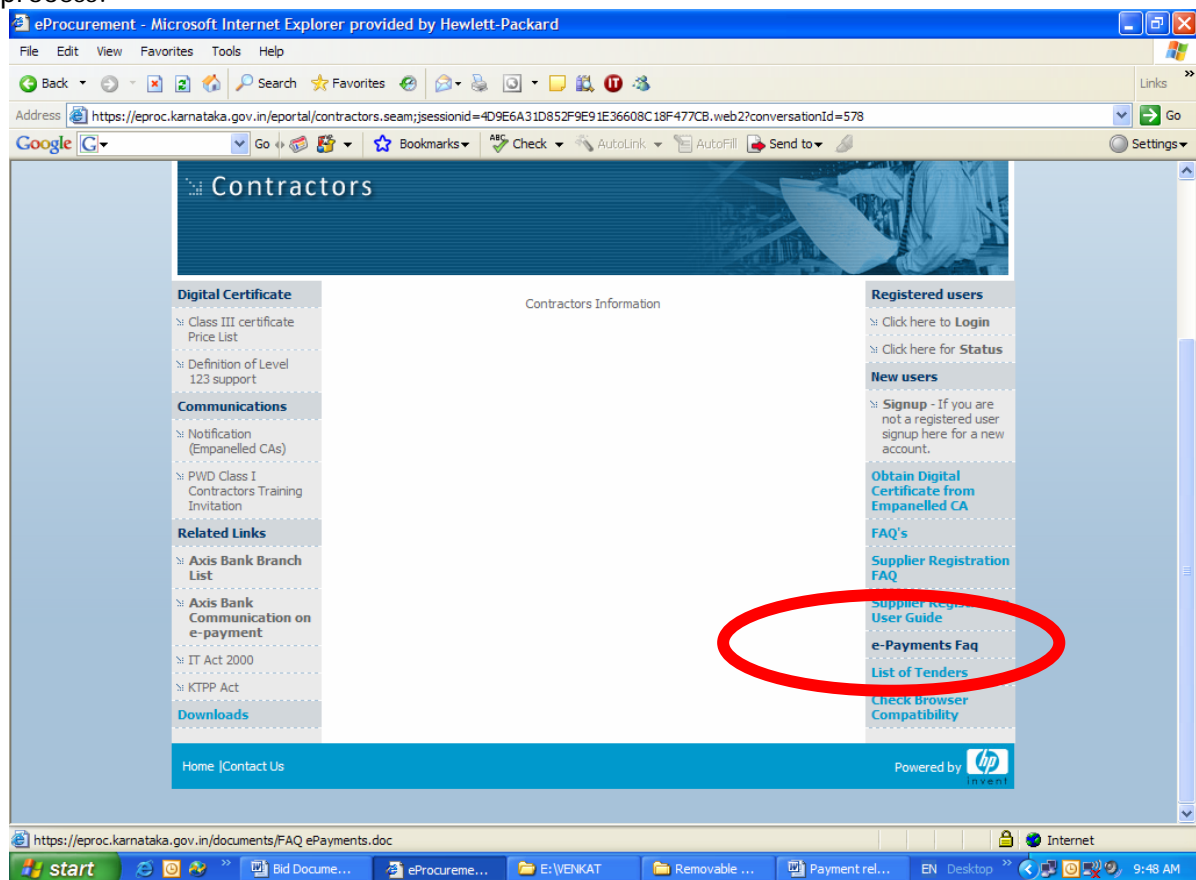 process.
eProcurement - Microsoft Internet Explorer provided by Hewlett-Packard
File Edit View Favorites Tools Help
Back Search Favorites Links »
Address https://eproc.karnataka.gov.in/eportal/contractors.seam;jsessionid=4D9E6A31D852F9E91E36608C18F477CB.web2?conversationId=578 Go
Google G Go Bookmarks ABC Check AutoLink AutoFill Send to Settings
Contractors
Digital Certificate
Class III certificate
Price List
Definition of Level
123 support
Communications
Notification
(Empanelled CAs)
PWD Class I
Contractors Training
Invitation
Related Links
Axis Bank Branch
List
Axis Bank
Communication on
e-payment
IT Act 2000
KTPP Act
Downloads
Contractors Information
Registered users
Click here to Login
Click here for Status
New users
Signup - If you are
not a registered user
signup here for a new
account.
Obtain Digital
Certificate from
Empanelled CA
FAQ's
Supplier Registration
FAQ
Supplier Registration
User Guide
e-Payments Faq
List of Tenders
Check Browser
Compatibility
Home |Contact Us
Powered by hp
invent
https://eproc.karnataka.gov.in/documents/FAQ ePayments.doc Internet
start » Bid Docume... eProcureme... E:\VENKAT Removable ... Payment rel... EN Desktop » 9:48 AM